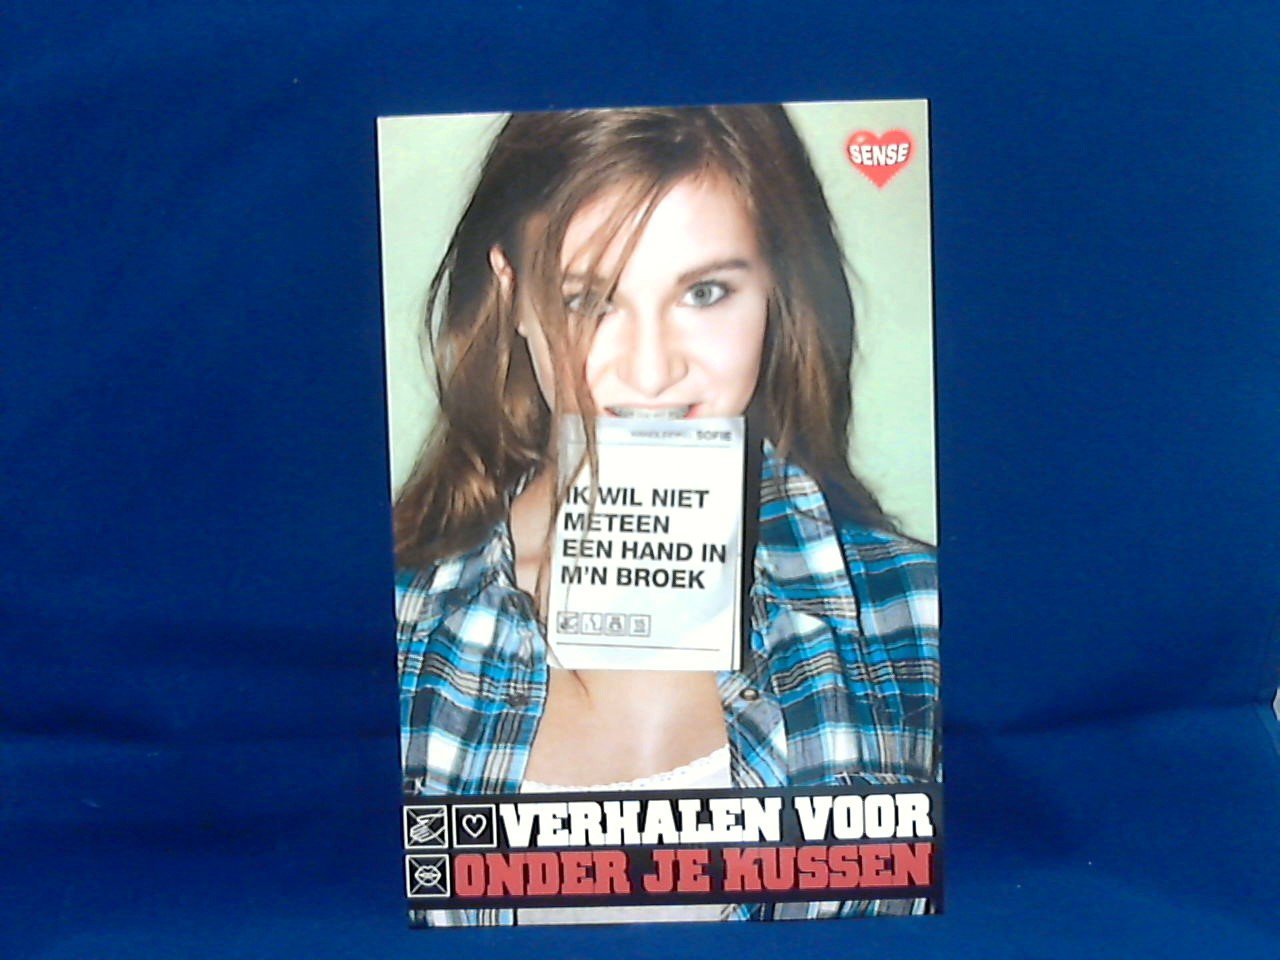 SENSE
SOFIE
IK WIL NIET
METEEN
EEN HAND IN
M'N BROEK
VERHALEN VOOR
ONDER JE KUSSEN